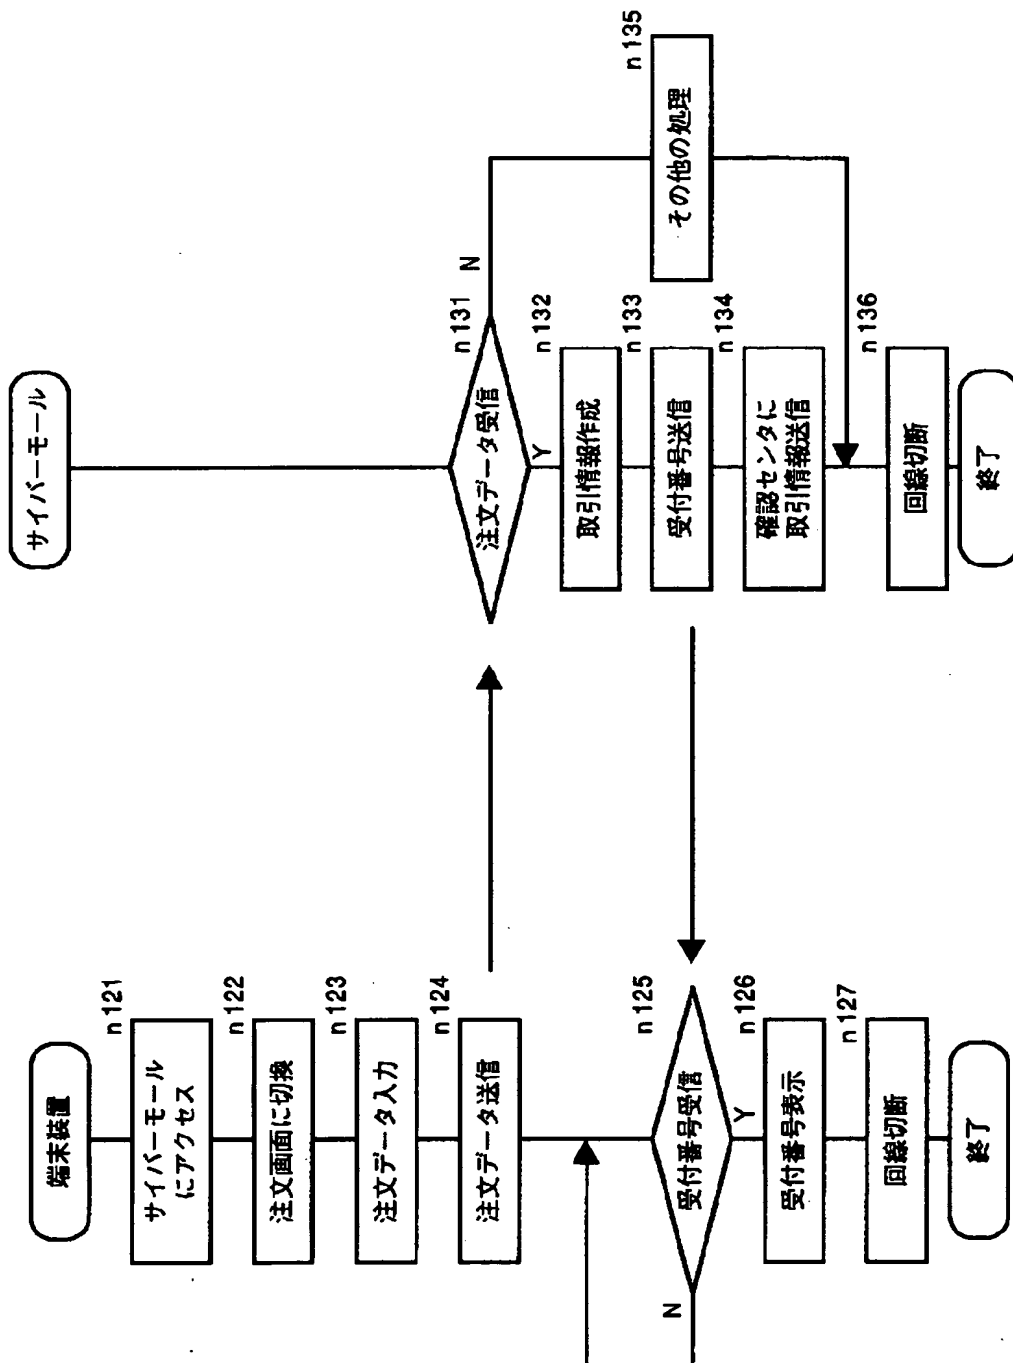 端末装置
n121
サイバーモール
にアクセス
n122
注文画面に切換
n123
注文データ入力
n124
注文データ送信
n125
受付番号受信
N
Y
n126
受付番号表示
n127
回線切断
終了
サイバーモール
n131
注文データ受信
N
Y
n132
取引情報作成
n133
受付番号送信
n134
確認センタに
取引情報送信
n135
その他の処理
n136
回線切断
終了